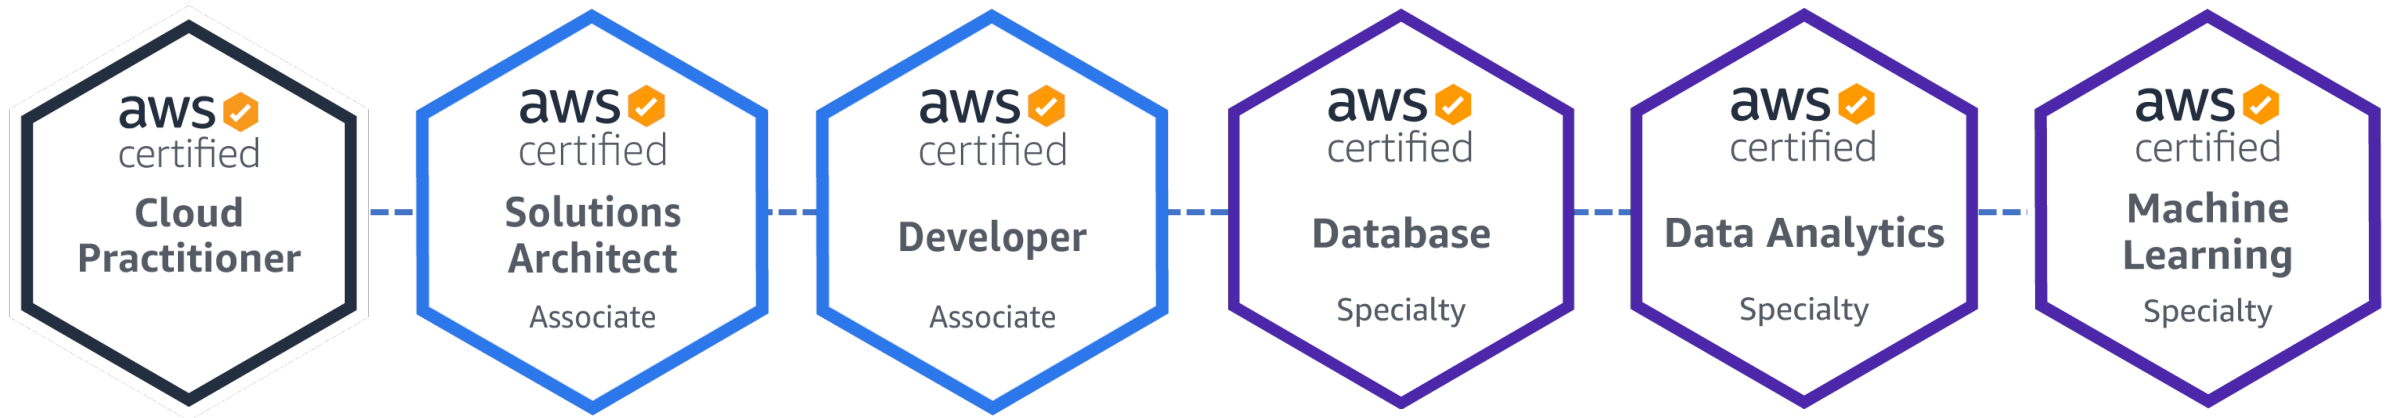 aws
certified
Cloud
Practitioner
aws
certified
Solutions
Architect
Associate
aws
certified
Developer
Associate
aws
certified
Database
Specialty
aws
certified
Data Analytics
Specialty
aws
certified
Machine
Learning
Specialty